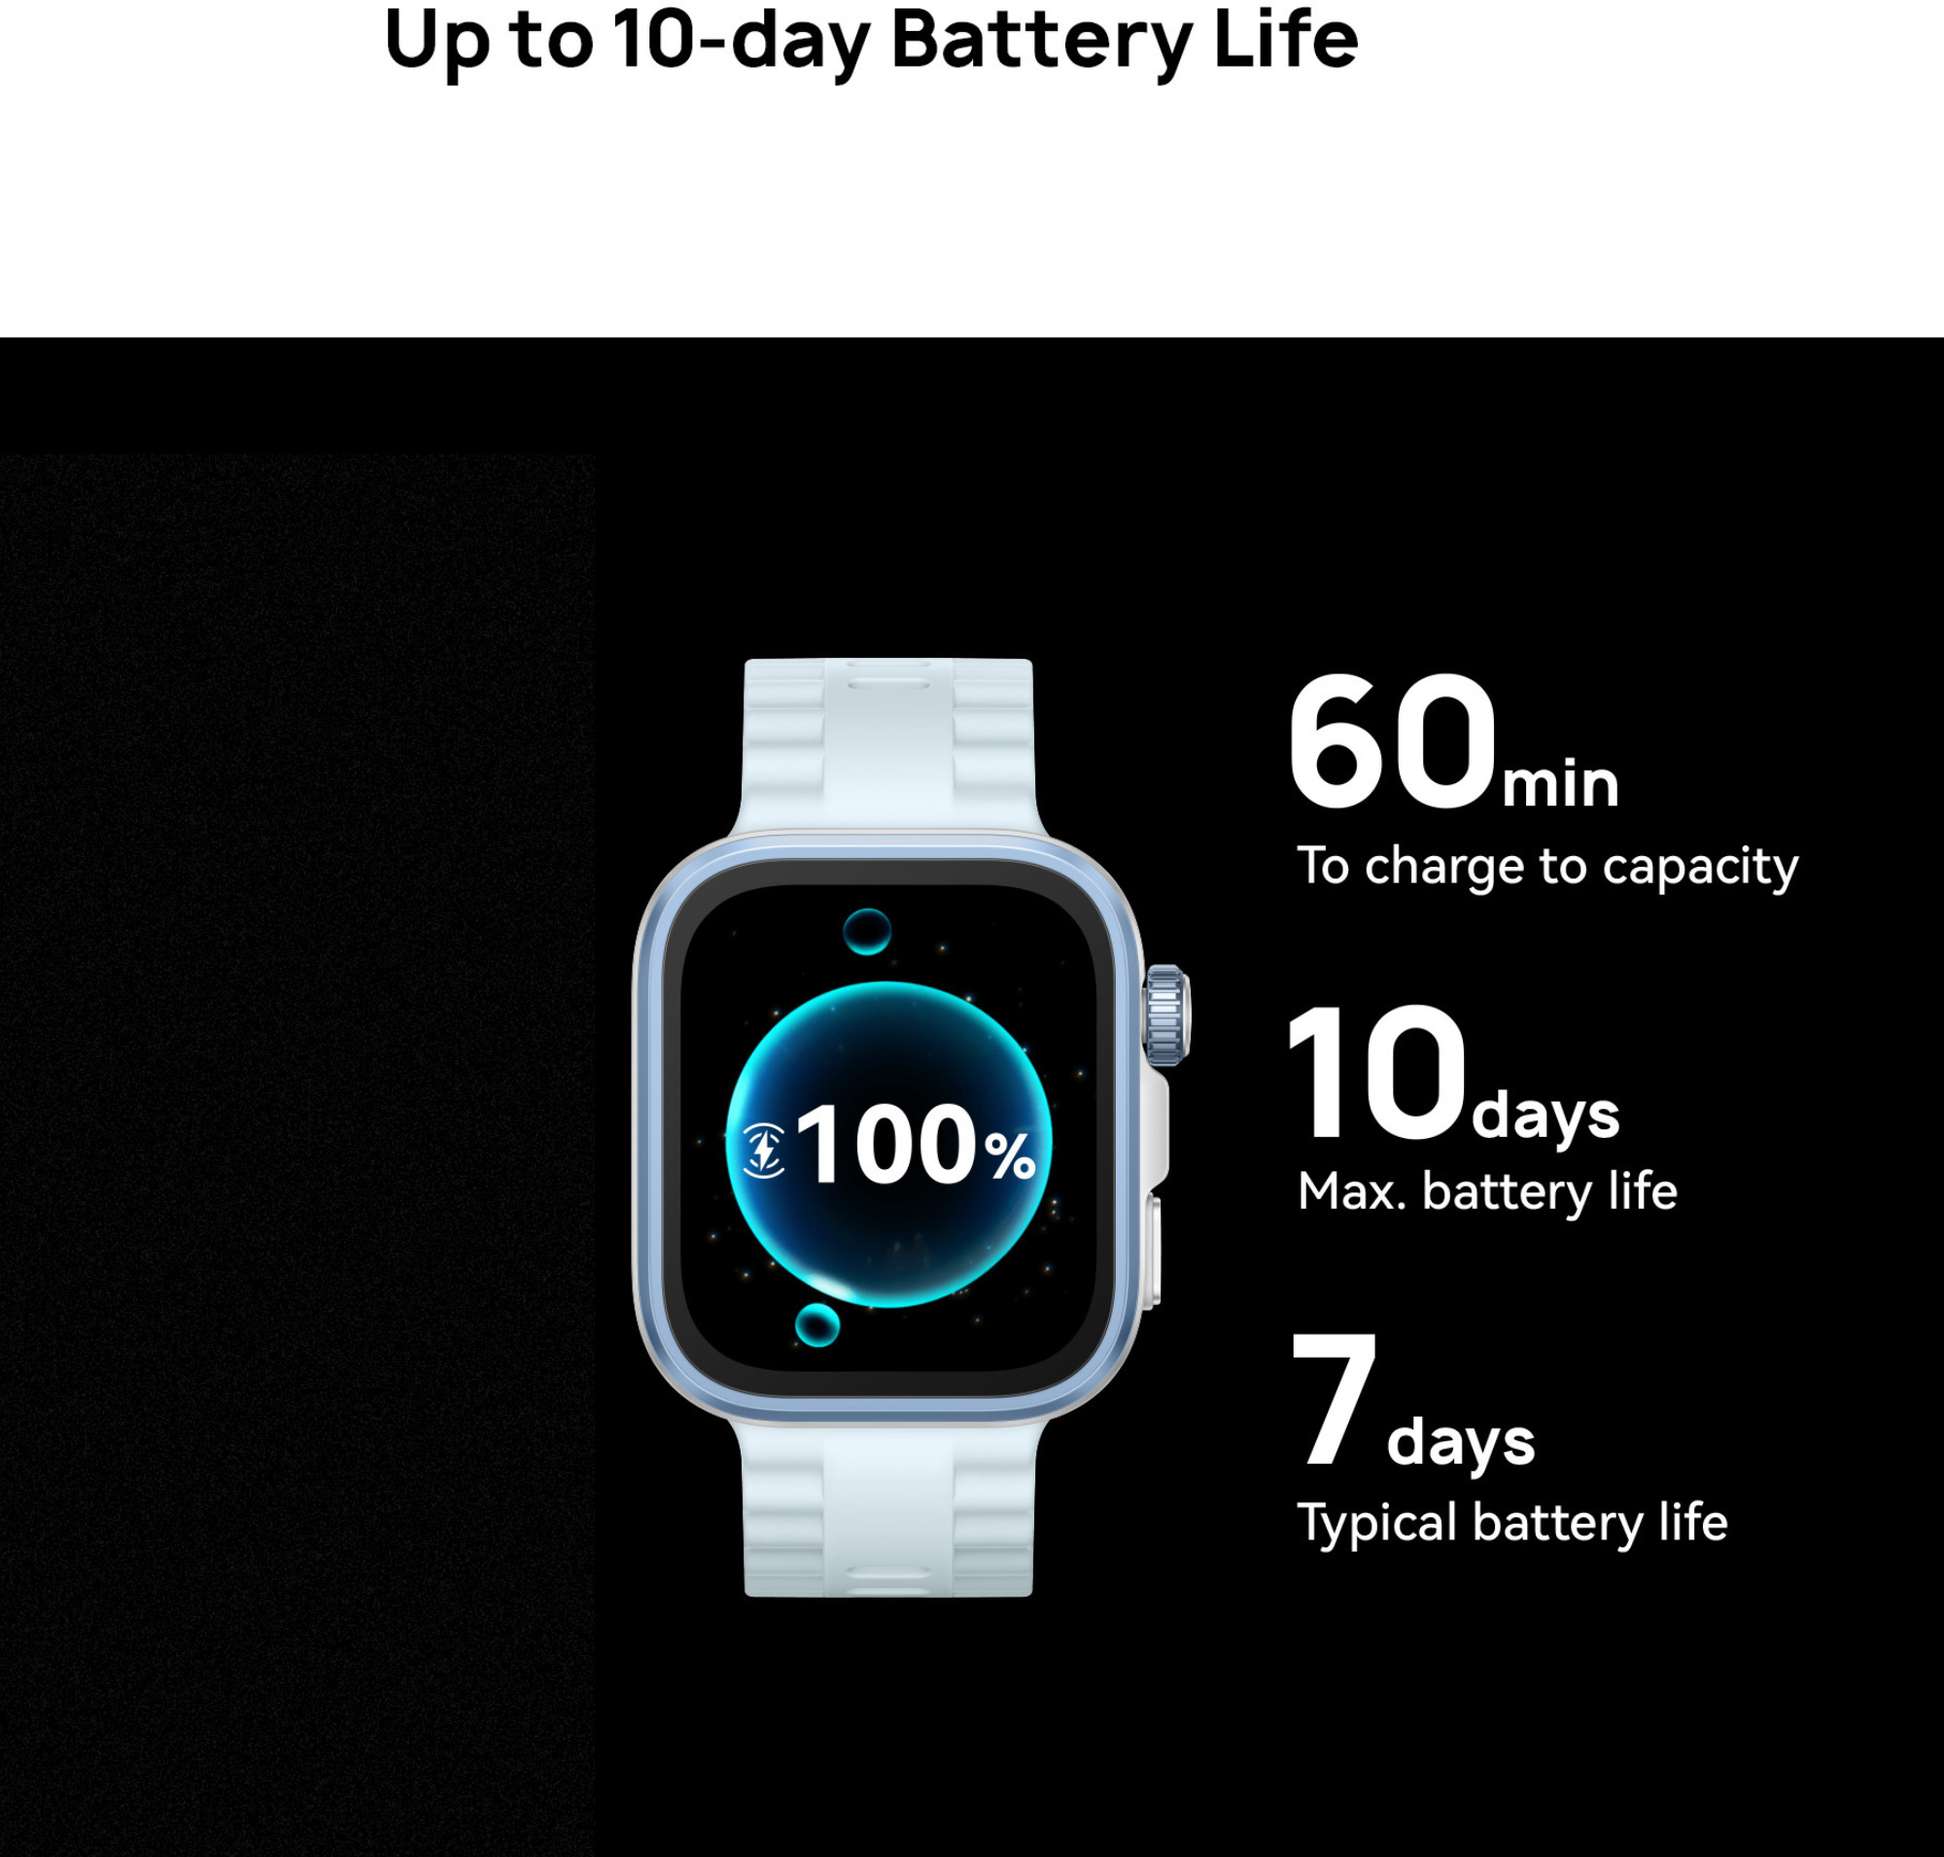 Up to 10-day Battery Life
100%
60min
To charge to capacity
10days
Max. battery life
7 days
Typical battery life